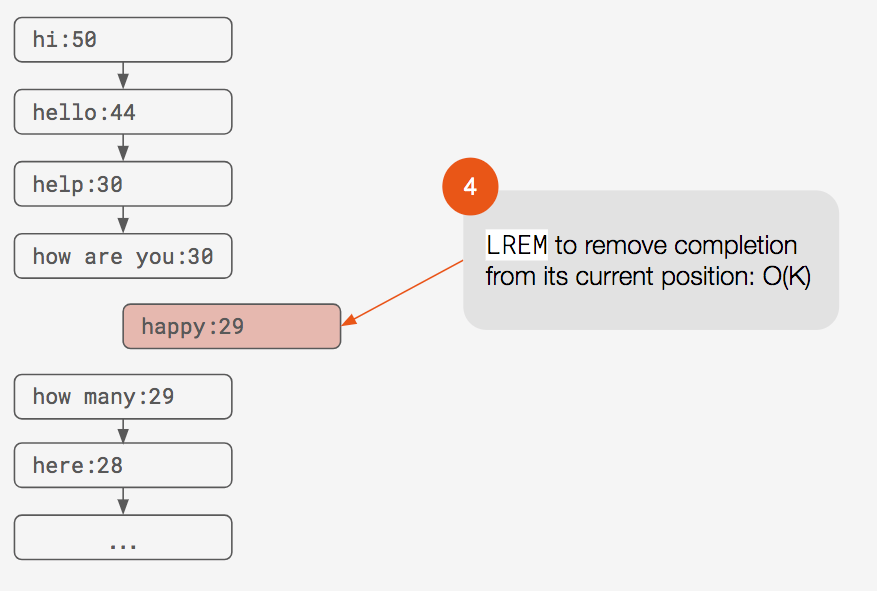 hi:50
hello:44
help:30
how are you:30
4
LREM to remove completion
from its current position: O(K)
happy:29
how many:29
here:28
...